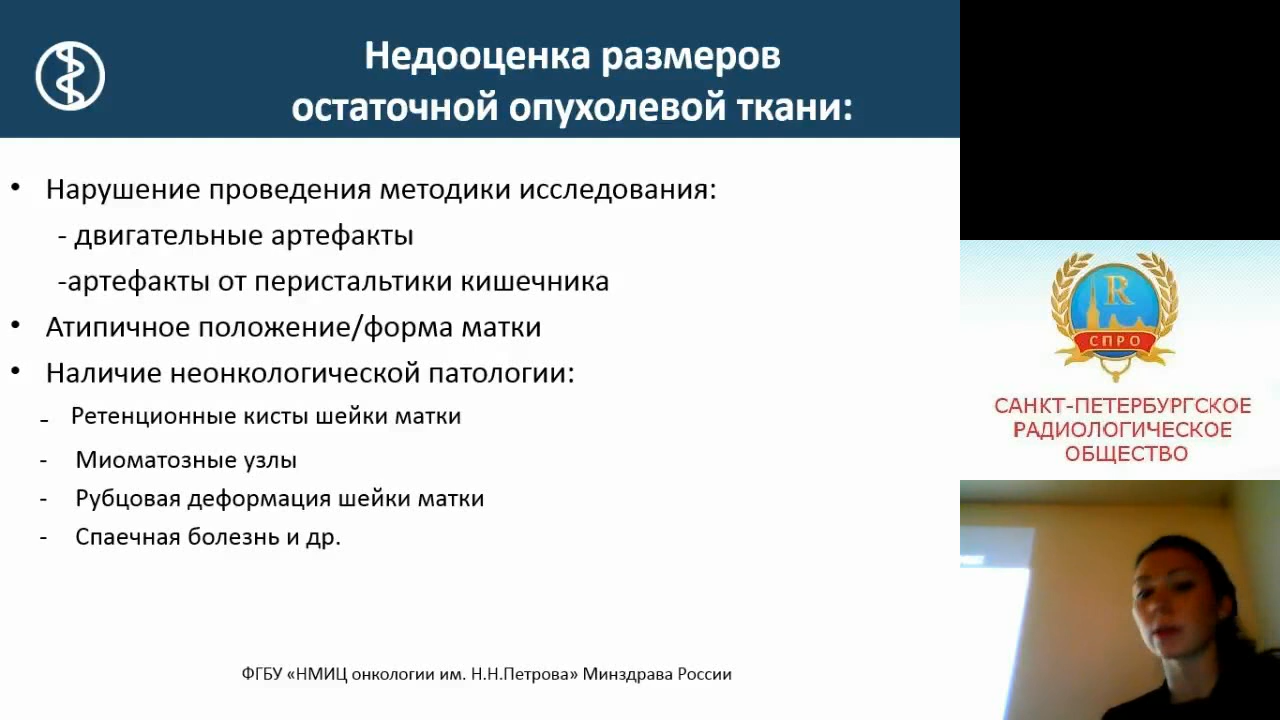 Недооценка размеров
остаточной опухолевой ткани:
• Нарушение проведения методики исследования:
- двигательные артефакты
-артефакты от перистальтики кишечника
• Атипичное положение/форма матки
• Наличие неонкологической патологии:
- Ретенционные кисты шейки матки
- Миоматозные узлы
- Рубцовая деформация шейки матки
- Спаечная болезнь и др.
ФГБУ «НМИЦ онкологии им. Н.Н.Петрова» Минздрава России
R
СПРО
САНКТ-ПЕТЕРБУРГСКОЕ
РАДИОЛОГИЧЕСКОЕ
ОБЩЕСТВО